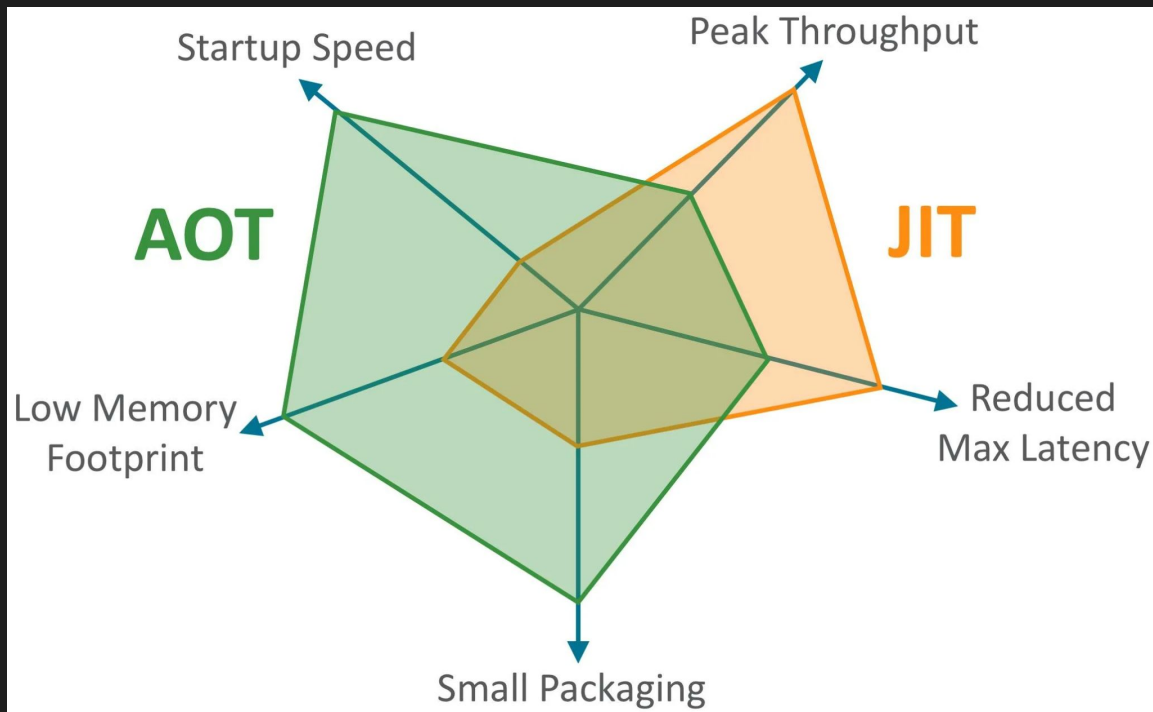 Startup Speed
Peak Throughput
AOT
JIT
Low Memory
Footprint
Reduced
Max Latency
Small Packaging